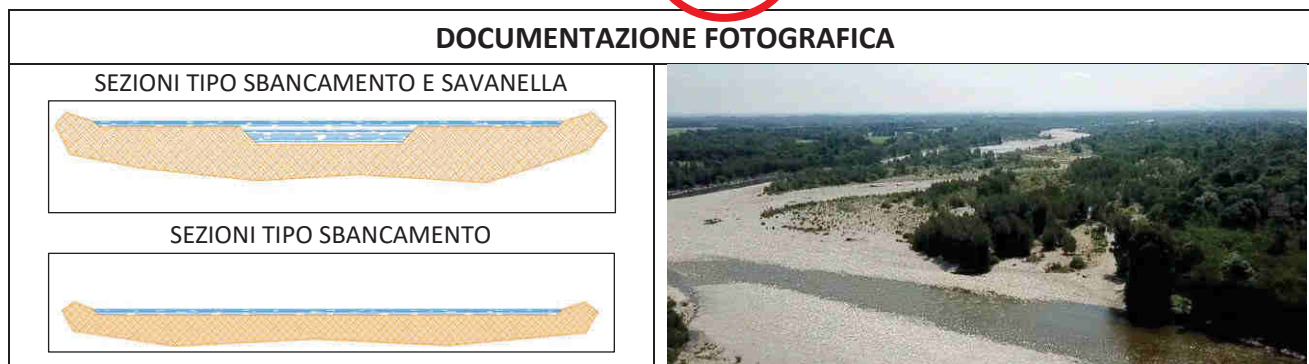 DOCUMENTAZIONE FOTOGRAFICA
SEZIONI TIPO SBANCAMENTO E SAVANELLA
SEZIONI TIPO SBANCAMENTO